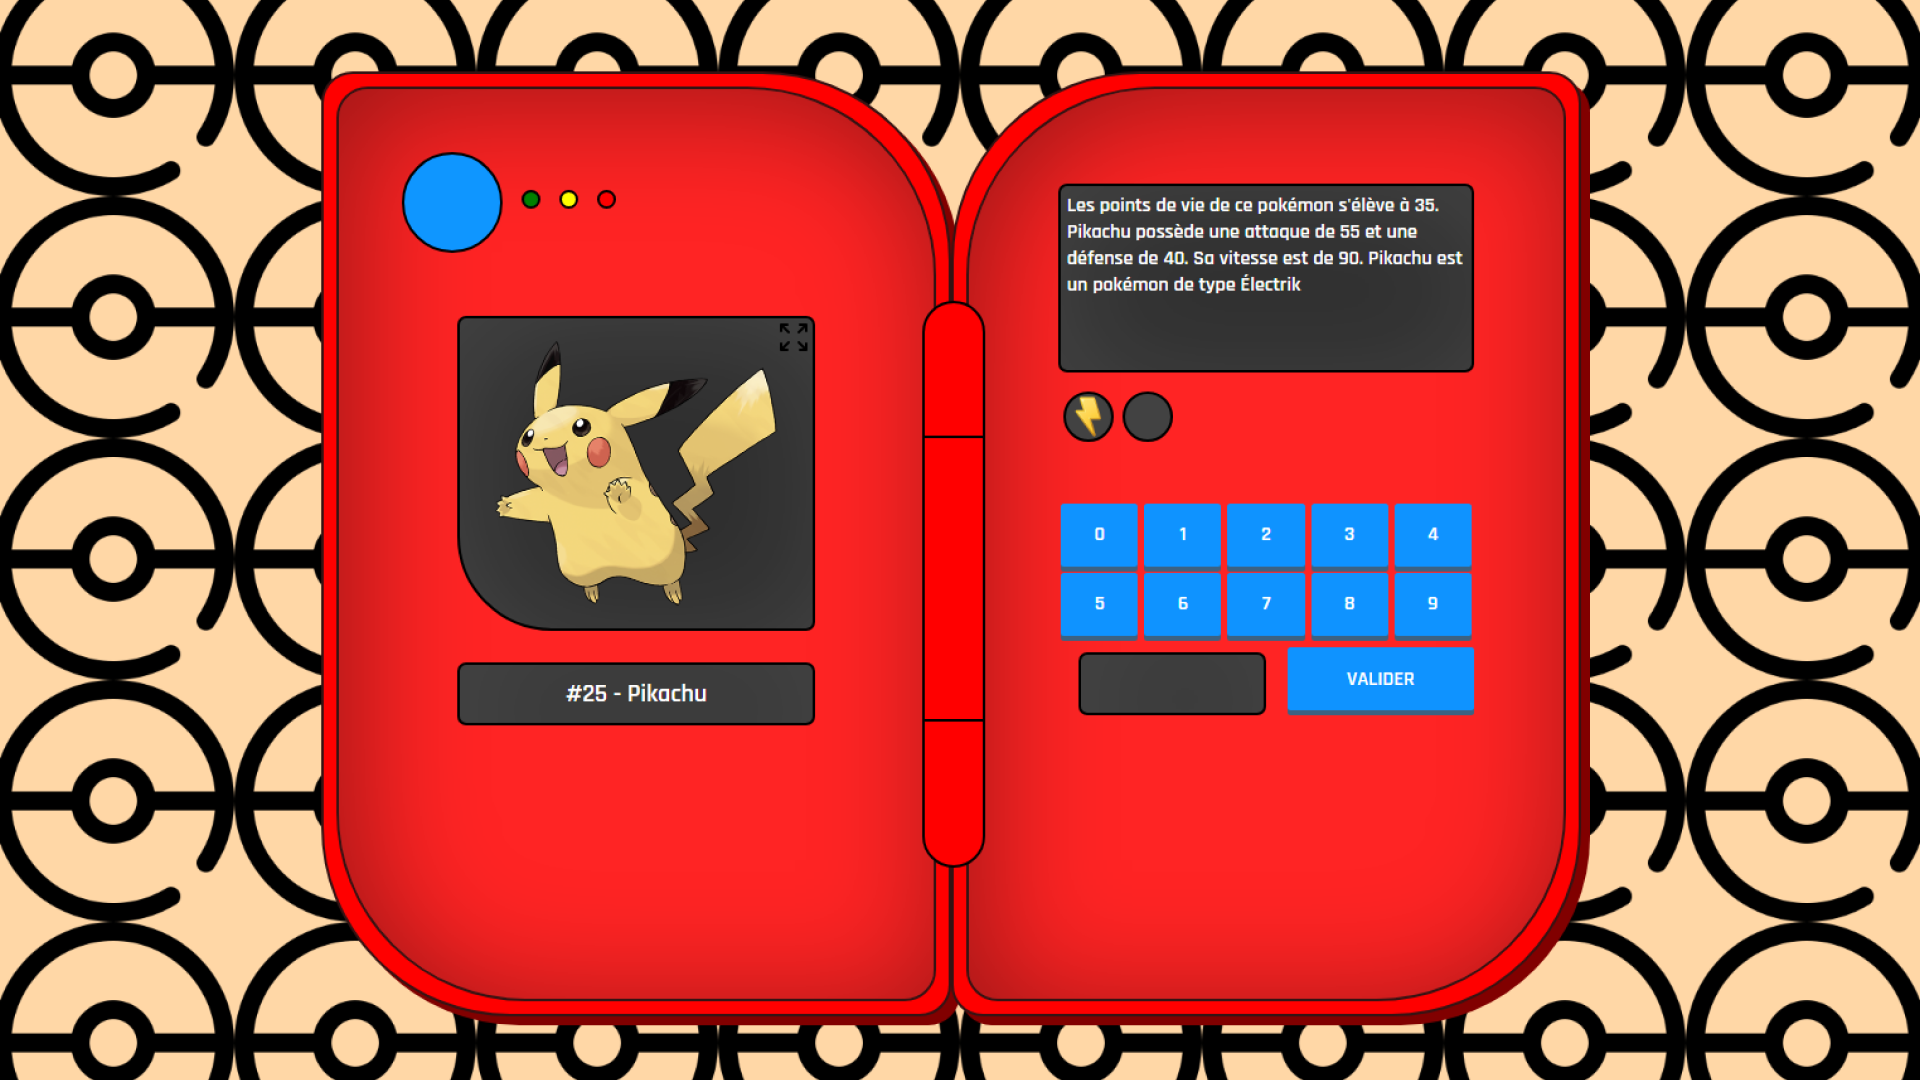 Les points de vie de ce pokémon s'élève à 35.
Pikachu possède une attaque de 55 et une
défense de 40. Sa vitesse est de 90. Pikachu est
un pokémon de type Électrik
#25 - Pikachu
0 1 2 3 4
5 6 7 8 9
VALIDER